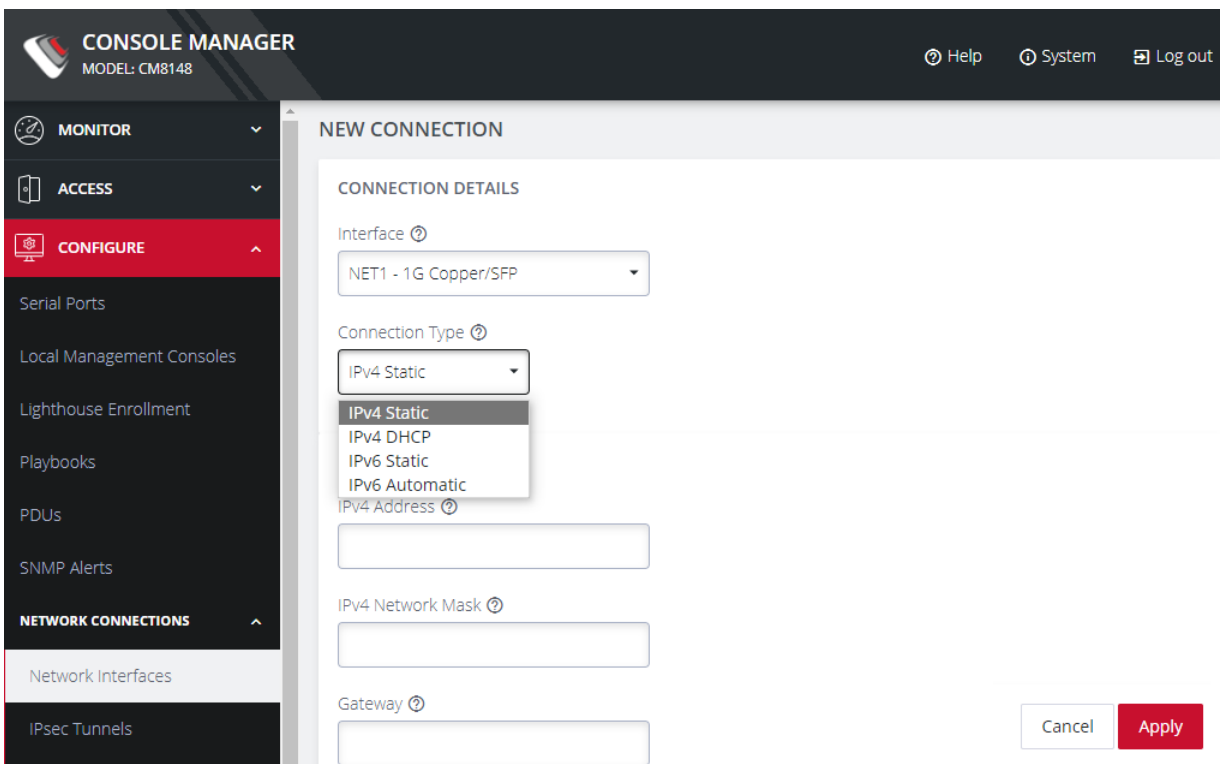 CONSOLE MANAGER
MODEL: CM8148
Help
System
Log out
MONITOR
ACCESS
CONFIGURE
Serial Ports
Local Management Consoles
Lighthouse Enrollment
Playbooks
PDUs
SNMP Alerts
NETWORK CONNECTIONS
Network Interfaces
IPsec Tunnels
NEW CONNECTION
CONNECTION DETAILS
Interface
NET1 - 1G Copper/SFP
Connection Type
IPv4 Static
IPv4 Static
IPv4 DHCP
IPv6 Static
IPv6 Automatic
IPv4 Address
IPv4 Network Mask
Gateway
Cancel
Apply